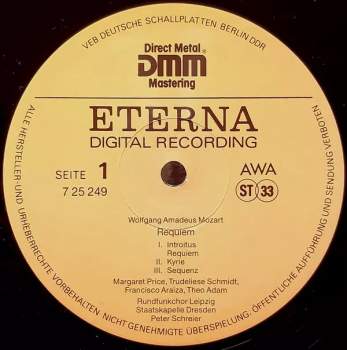 VEB DEUTSCHE SCHALLPLATTEN BERLIN DDR
Direct Metal
DMM
Mastering
ETERNA
DIGITAL RECORDING
SEITE 1
7 25 249
AWA
ST 33
Wolfgang Amadeus Mozart
Requiem
I. Introitus
Requiem
II. Kyrie
III. Sequenz
Margaret Price, Trudeliese Schmidt,
Francisco Araiza, Theo Adam
Rundfunkchor Leipzig
Staatskapelle Dresden
Peter Schreier
ALLE HERSTELLER- UND URHEBERRECHTE VORBEHALTEN NICHT GENEHMIGTE ÜBERSPIELUNG, ÖFFENTLICHE AUFFÜHRUNG UND SENDUNG VERBOTEN